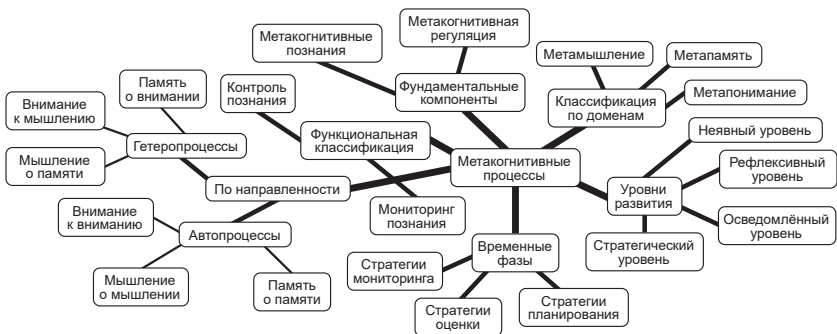 Метакогнитивные
познания
Метакогнитивная
регуляция
Метамышление
Метапамять
Память
о внимании
Контроль
познания
Фундаментальные
компоненты
Классификация
по доменам
Метапонимание
Внимание
к мышлению
Гетеропроцессы
Функциональная
классификация
Неявный уровень
Мышление
о памяти
Метакогнитивные
процессы
Рефлексивный
уровень
По направленности
Уровни
развития
Внимание
к вниманию
Автопроцессы
Мониторинг
познания
Осведомлённый
уровень
Временные
фазы
Стратегический
уровень
Мышление
о мышлении
Память
о памяти
Стратегии
мониторинга
Стратегии
оценки
Стратегии
планирования